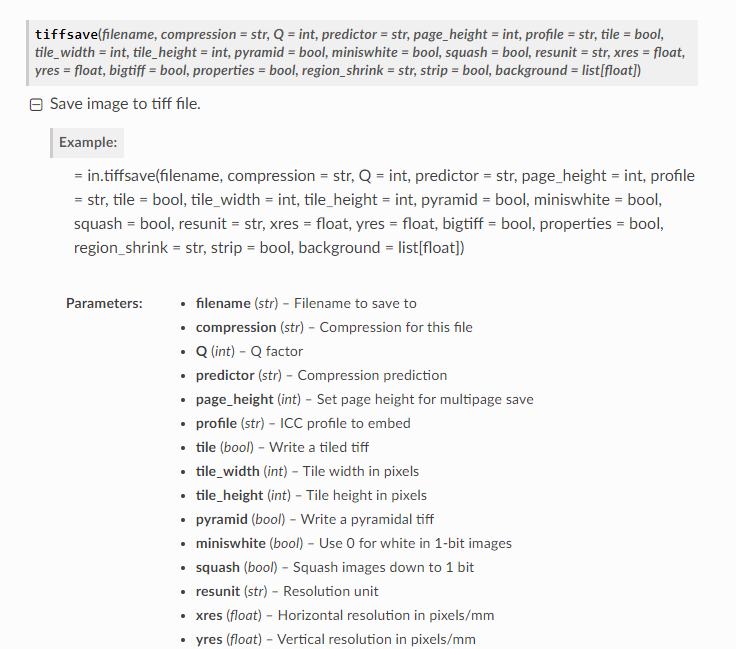 tiffsave(filename, compression = str, Q = int, predictor = str, page_height = int, profile = str, tile = bool,
tile_width = int, tile_height = int, pyramid = bool, miniswhite = bool, squash = bool, resunit = str, xres = float,
yres = float, bigtiff = bool, properties = bool, region_shrink = str, strip = bool, background = list[float])
Save image to tiff file.
Example:
= in.tiffsave(filename, compression = str, Q = int, predictor = str, page_height = int, profile
= str, tile = bool, tile_width = int, tile_height = int, pyramid = bool, miniswhite = bool,
squash = bool, resunit = str, xres = float, yres = float, bigtiff = bool, properties = bool,
region_shrink = str, strip = bool, background = list[float])
Parameters:
• filename (str) – Filename to save to
• compression (str) – Compression for this file
• Q (int) – Q factor
• predictor (str) – Compression prediction
• page_height (int) – Set page height for multipage save
• profile (str) – ICC profile to embed
• tile (bool) – Write a tiled tiff
• tile_width (int) – Tile width in pixels
• tile_height (int) – Tile height in pixels
• pyramid (bool) – Write a pyramidal tiff
• miniswhite (bool) – Use 0 for white in 1-bit images
• squash (bool) – Squash images down to 1 bit
• resunit (str) – Resolution unit
• xres (float) – Horizontal resolution in pixels/mm
• yres (float) – Vertical resolution in pixels/mm